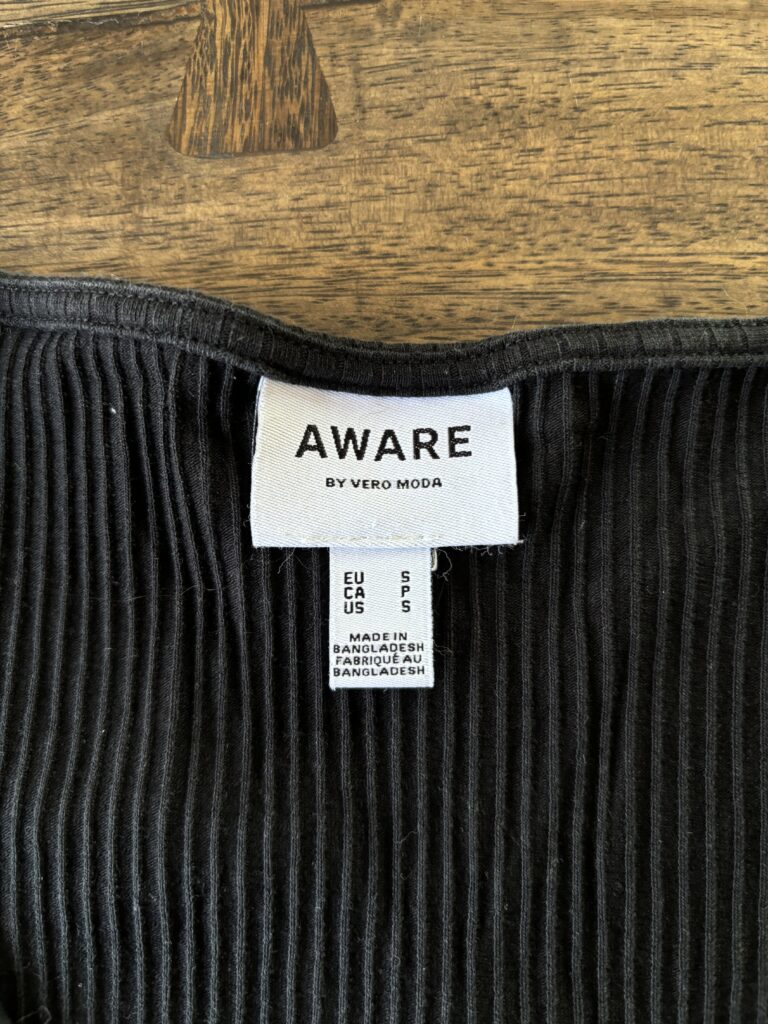 AWARE
BY VERO MODA
EU S
CA P
US S
MADE IN
BANGLADESH
FABRIQUÉ AU
BANGLADESH